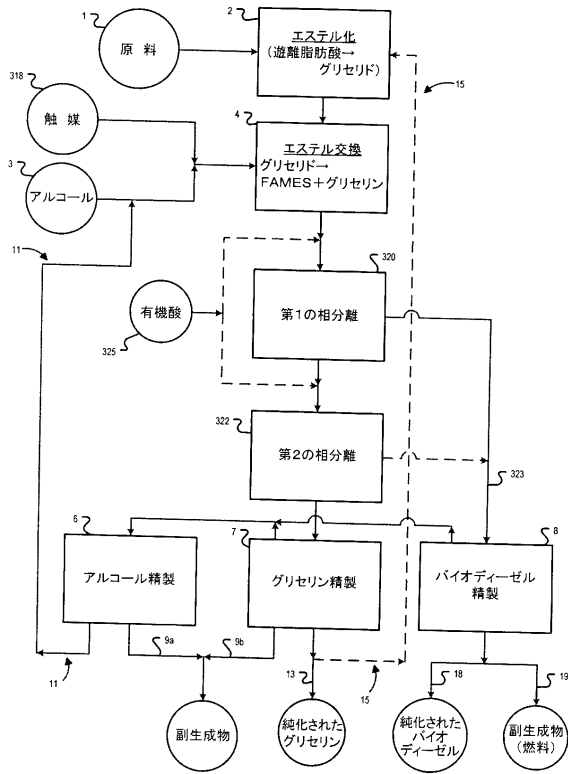 1
原料
2
エステル化
(遊離脂肪酸→
グリセリド)
15
318
触媒
4
エステル交換
グリセリド→
FAMES+グリセリン
3
アルコール
11
320
有機酸
325
第1の相分離
322
第2の相分離
323
6
アルコール精製
7
グリセリン精製
8
バイオディーゼル
精製
9a
9b
11
13
15
18
19
副生成物
純化された
グリセリン
純化された
バイオ
ディーゼル
副生成物
(燃料)